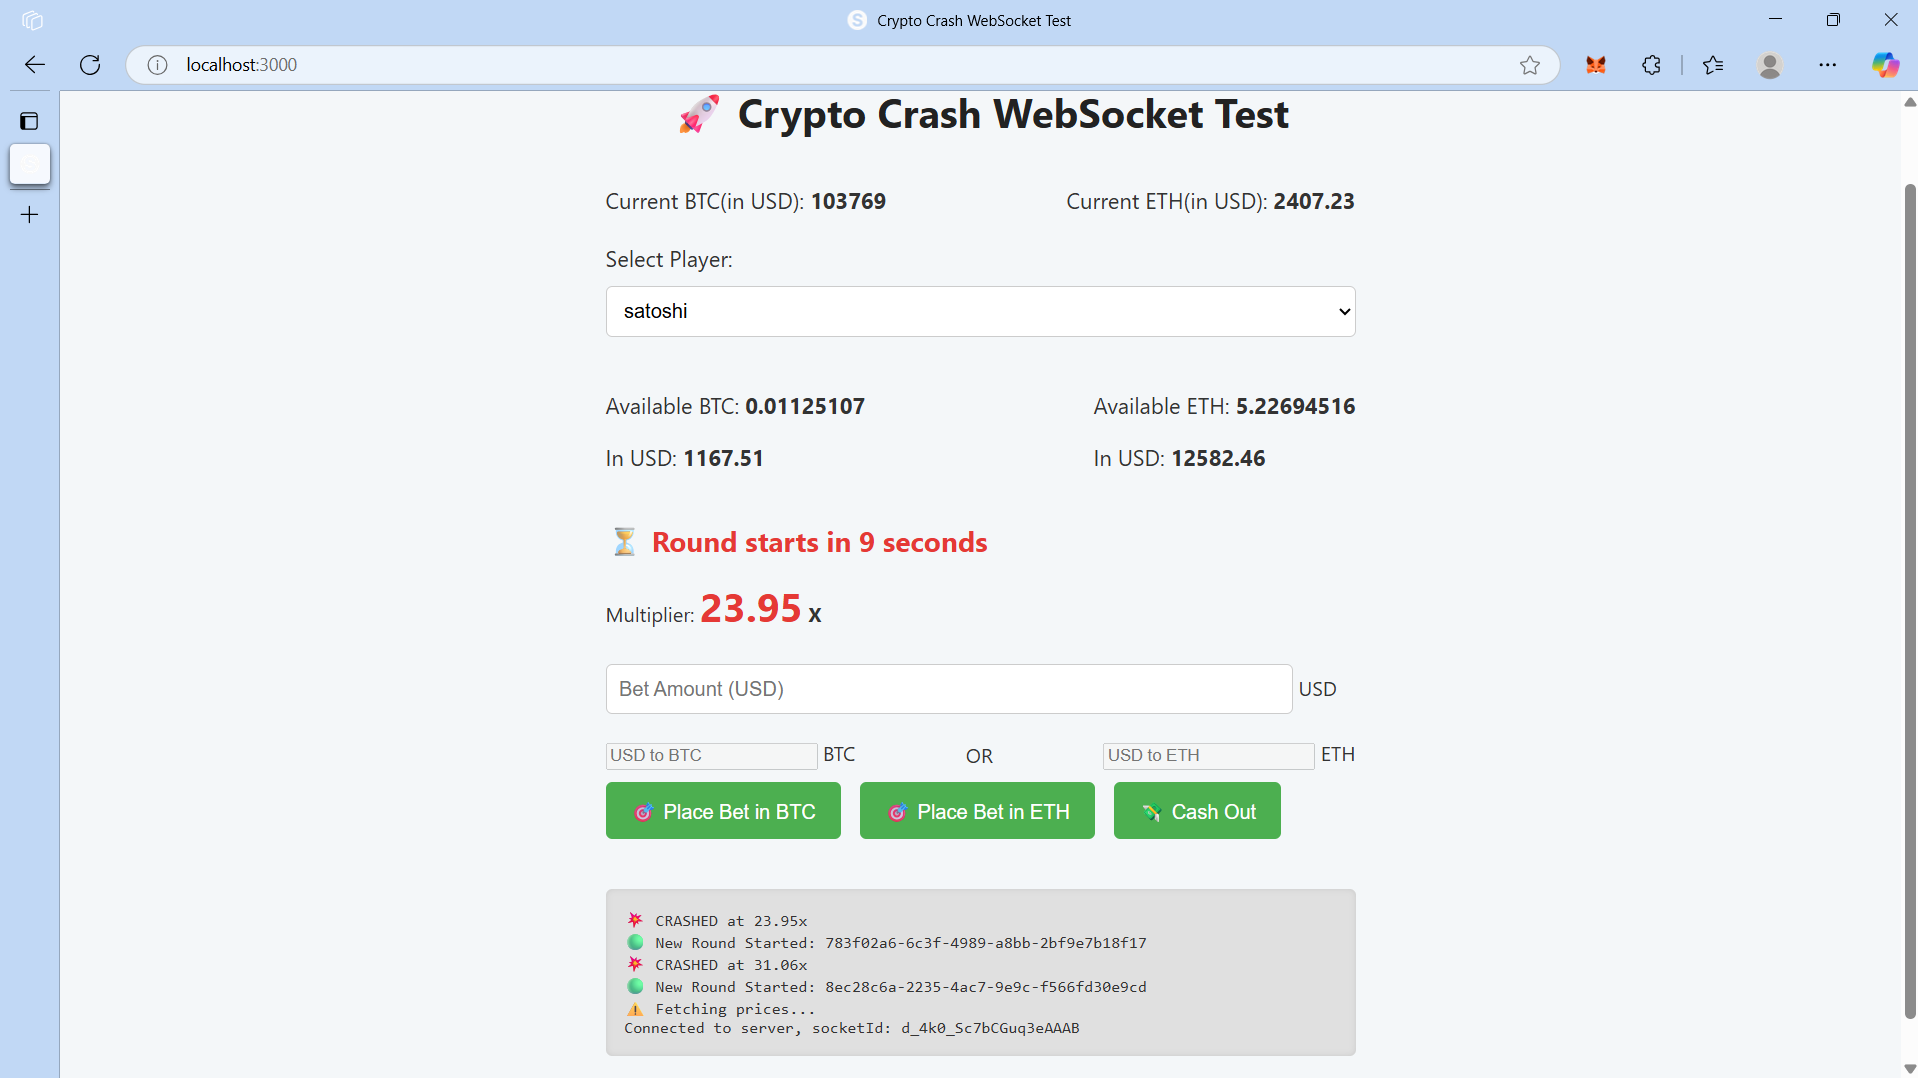 Crypto Crash WebSocket Test
localhost:3000
🚀 Crypto Crash WebSocket Test
Current BTC(in USD): 103769
Current ETH(in USD): 2407.23
Select Player:
satoshi
Available BTC: 0.01125107
Available ETH: 5.22694516
In USD: 1167.51
In USD: 12582.46
⏳ Round starts in 9 seconds
Multiplier: 23.95 x
Bet Amount (USD) USD
USD to BTC BTC
OR
USD to ETH ETH
🎯 Place Bet in BTC
🎯 Place Bet in ETH
💸 Cash Out
💥 CRASHED at 23.95x
🟢 New Round Started: 783f02a6-6c3f-4989-a8bb-2bf9e7b18f17
💥 CRASHED at 31.06x
🟢 New Round Started: 8ec28c6a-2235-4ac7-9e9c-f566fd30e9cd
⚠️ Fetching prices...
Connected to server, socketId: d_4k0_Sc7bCGuq3eAAAB